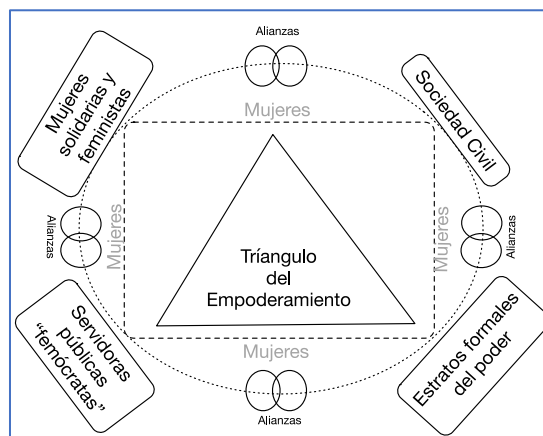 Alianzas
Mujeres
solidarias y
feministas
Sociedad Civil
Mujeres
Alianzas
Mujeres
Mujeres
Alianzas
Tríangulo
del
Empoderamiento
Mujeres
Servidoras
públicas
"femócratas"
Estratos formales
del poder
Alianzas